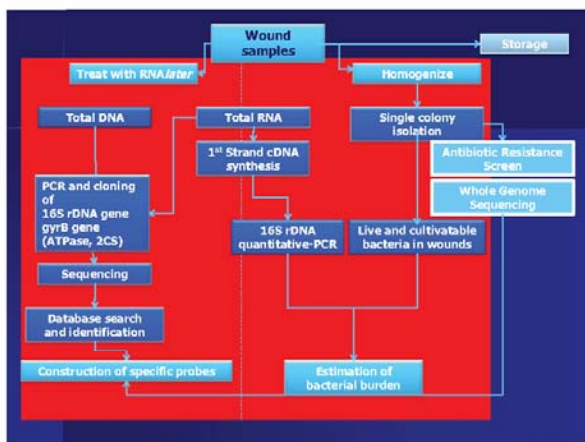 Wound
samples
Storage
Treat with RNAlater
Homogenize
Total DNA
Total RNA
Single colony
isolation
1st Strand cDNA
synthesis
Antibiotic Resistance
Screen
PCR and cloning
of
16S rDNA gene
gyrB gene
(ATPase, 2CS)
Whole Genome
Sequencing
16S rDNA
quantitative-PCR
Live and cultivatable
bacteria in wounds
Sequencing
Database search
and identification
Construction of specific probes
Estimation of
bacterial burden